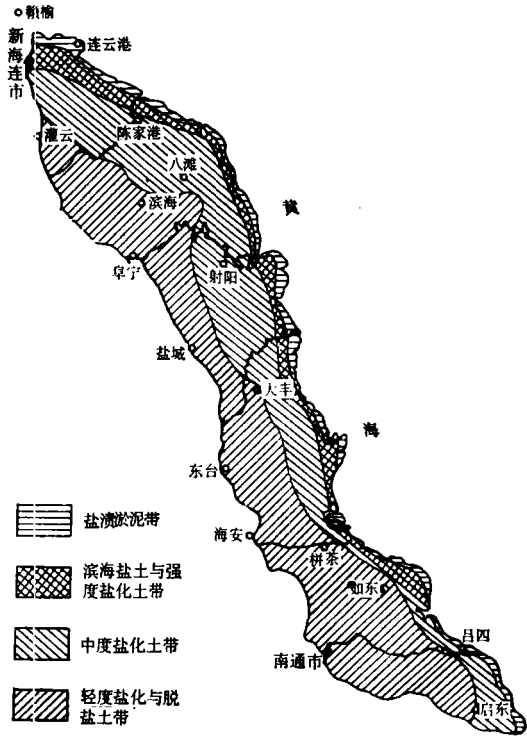 赣榆
连云港
新海连市
灌云
陈家港
八滩
滨海
黄
阜宁
射阳
盐城
大丰
海
东台
海安
栟茶
如东
吕四
南通市
启东
盐渍淤泥带
滨海盐土与强
度盐化土带
中度盐化土带
轻度盐化与脱
盐土带